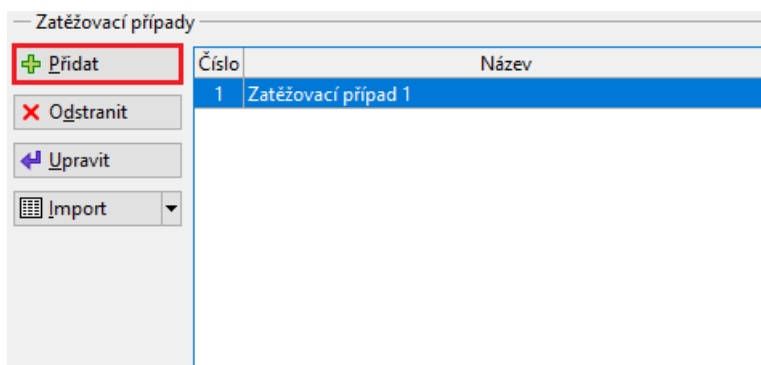 Zatěžovací případy
Přidat
Číslo Název
1 Zatěžovací případ 1
Odstranit
Upravit
Import